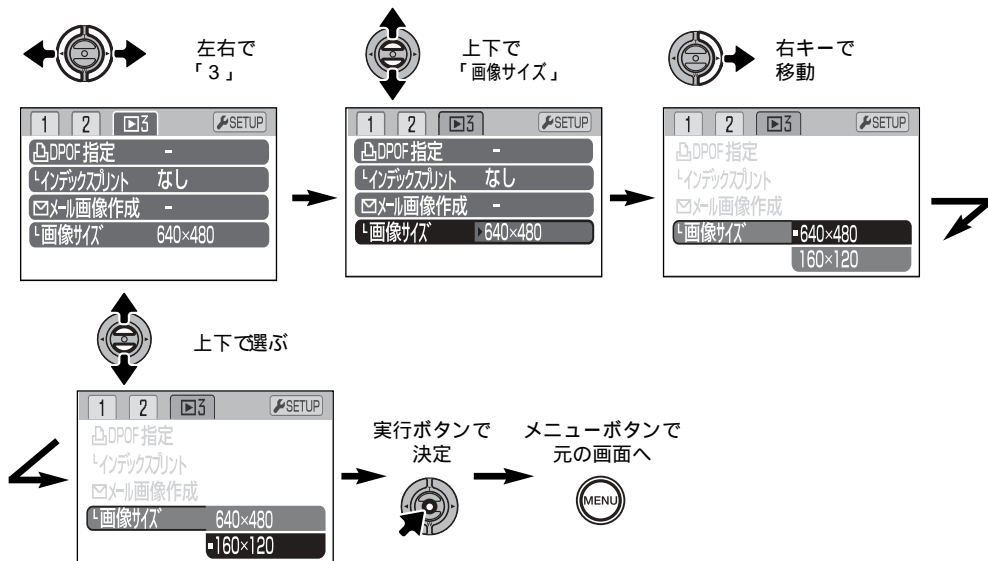 左右で
「３」
1 2 3 SETUP
DPOF指定 -
インデックスプリント なし
メール画像作成 -
画像サイズ 640×480
上下で
「画像サイズ」
1 2 3 SETUP
DPOF指定 -
インデックスプリント なし
メール画像作成 -
画像サイズ 640×480
右キーで
移動
1 2 3 SETUP
DPOF指定
インデックスプリント
メール画像作成
画像サイズ 640×480
160×120
上下で選ぶ
1 2 3 SETUP
DPOF指定
インデックスプリント
メール画像作成
画像サイズ 640×480
160×120
実行ボタンで
決定
メニューボタンで
元の画面へ
MENU